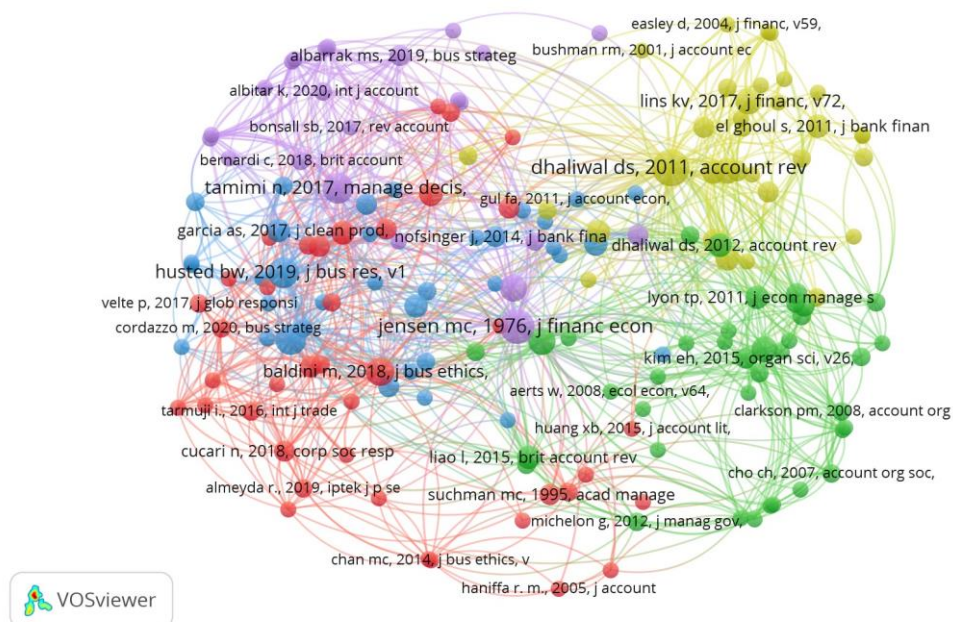 easley d, 2004, j financ, v59,
albarrak ms, 2019, bus strateg
bushman rm, 2001, j account ec
albitar k, 2020, int j account
lins kv, 2017, j financ, v72,
bonsall sb, 2017, rev account
el ghoul s, 2011, j bank finan
bernardi c, 2018, brit account
dhaliwal ds, 2011, account rev
tamimi n, 2017, manage decis,
gul fa, 2011, j account econ,
garcia as, 2017, j clean prod,
nofsinger j, 2014, j bank fina
dhaliwal ds, 2012, account rev
husted bw, 2019, j bus res, v1
velte p, 2017, j glob responsi
lyon tp, 2011, j econ manage s
cordazzo m, 2020, bus strateg
jensen mc, 1976, j financ econ
kim eh, 2015, organ sci, v26,
baldini m, 2018, j bus ethics,
aerts w, 2008, ecol econ, v64,
tarmuji i., 2016, int j trade
clarkson pm, 2008, account org
huang xb, 2015, j account lit,
cucari n, 2018, corp soc resp
liao l, 2015, brit account rev
cho ch, 2007, account org soc,
almeyda r., 2019, iptek j p se
suchman mc, 1995, acad manage
michelon g, 2012, j manag gov,
chan mc, 2014, j bus ethics, v
haniffa r. m., 2005, j account
VOSviewer